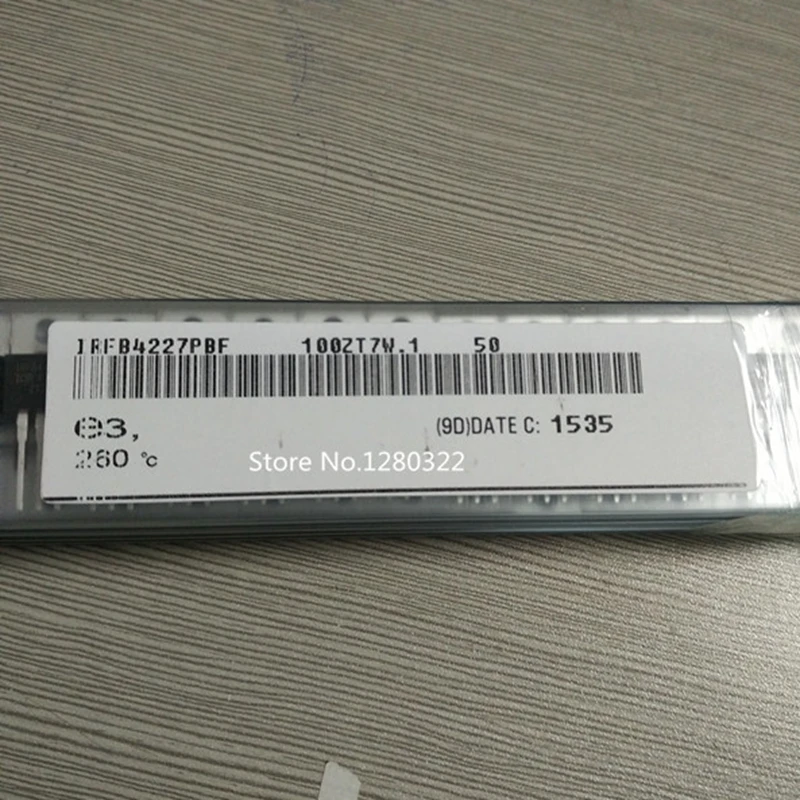 IRFB4227PBF 100ZT7W.1 50
e3,
(9D)DATE C: 1535
260 °C
Store No.1280322